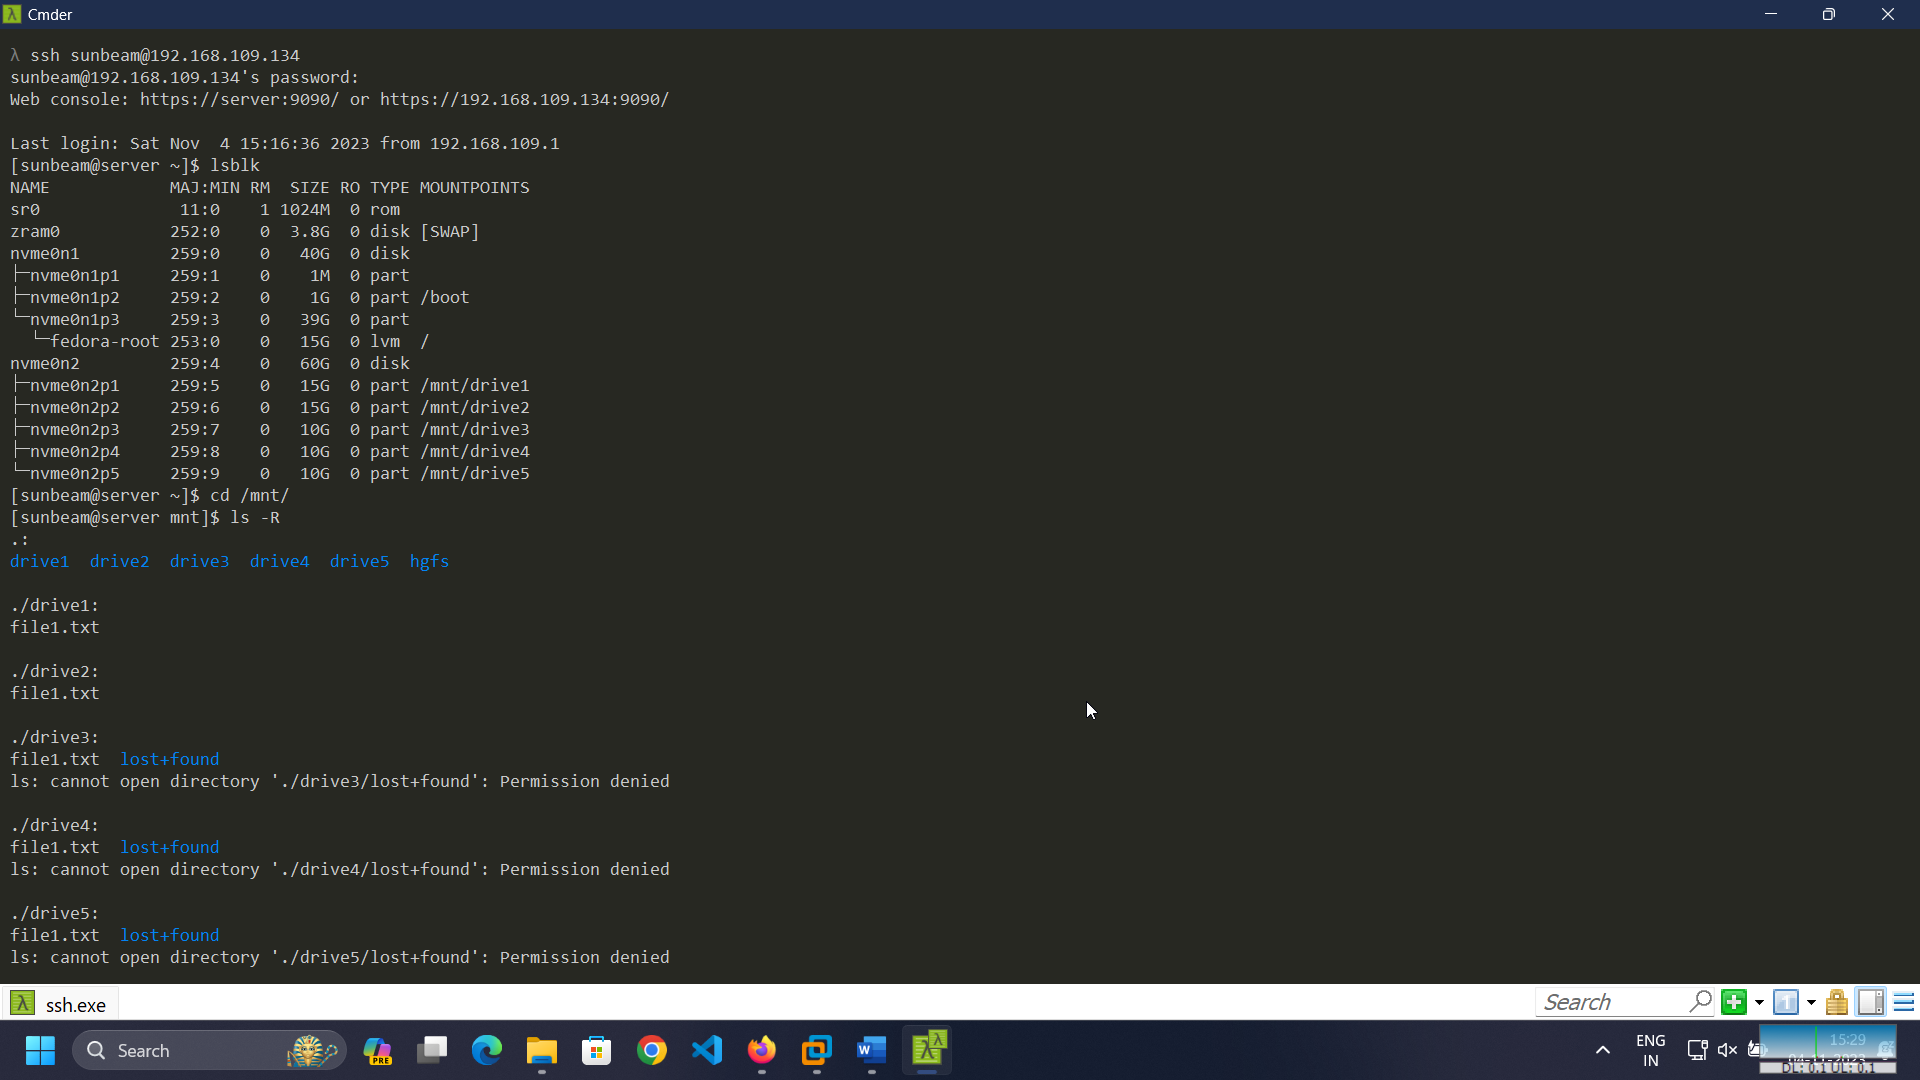 Cmder
λ ssh sunbeam@192.168.109.134
sunbeam@192.168.109.134's password:
Web console: https://server:9090/ or https://192.168.109.134:9090/
Last login: Sat Nov  4 15:16:36 2023 from 192.168.109.1
[sunbeam@server ~]$ lsblk
NAME            MAJ:MIN RM  SIZE RO TYPE MOUNTPOINTS
sr0              11:0    1 1024M  0 rom
zram0           252:0    0  3.8G  0 disk [SWAP]
nvme0n1         259:0    0   40G  0 disk
├─nvme0n1p1     259:1    0    1M  0 part
├─nvme0n1p2     259:2    0    1G  0 part /boot
└─nvme0n1p3     259:3    0   39G  0 part
  └─fedora-root 253:0    0   15G  0 lvm  /
nvme0n2         259:4    0   60G  0 disk
├─nvme0n2p1     259:5    0   15G  0 part /mnt/drive1
├─nvme0n2p2     259:6    0   15G  0 part /mnt/drive2
├─nvme0n2p3     259:7    0   10G  0 part /mnt/drive3
├─nvme0n2p4     259:8    0   10G  0 part /mnt/drive4
└─nvme0n2p5     259:9    0   10G  0 part /mnt/drive5
[sunbeam@server ~]$ cd /mnt/
[sunbeam@server mnt]$ ls -R
.:
drive1  drive2  drive3  drive4  drive5  hgfs
./drive1:
file1.txt
./drive2:
file1.txt
./drive3:
file1.txt  lost+found
ls: cannot open directory './drive3/lost+found': Permission denied
./drive4:
file1.txt  lost+found
ls: cannot open directory './drive4/lost+found': Permission denied
./drive5:
file1.txt  lost+found
ls: cannot open directory './drive5/lost+found': Permission denied
ssh.exe
Search
1
Search
PRE
ENG
IN
15:29
04-11-2023
DL: 0.1 UL: 0.1